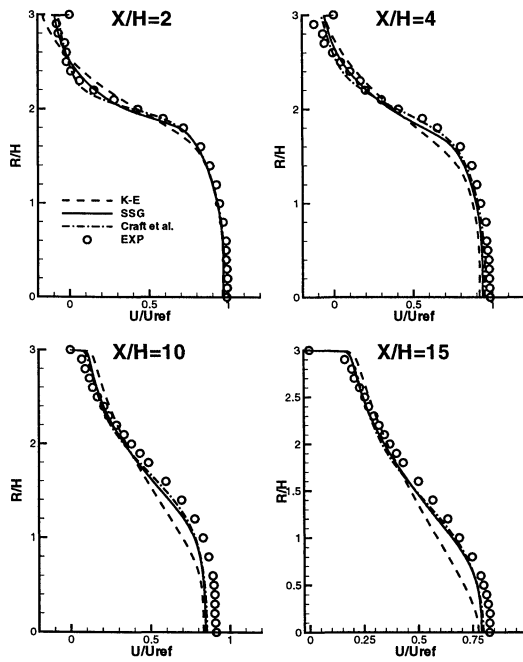 X/H=2
3
2
1
0
R/H
0
0.5
1
U/Uref
K-E
SSG
Craft et al.
EXP
X/H=4
3
2
1
0
R/H
0
0.5
1
U/Uref
X/H=10
3
2
1
0
R/H
0
0.5
1
U/Uref
X/H=15
3
2.5
2
1.5
1
0.5
0
R/H
0
0.25
0.5
0.75
U/Uref